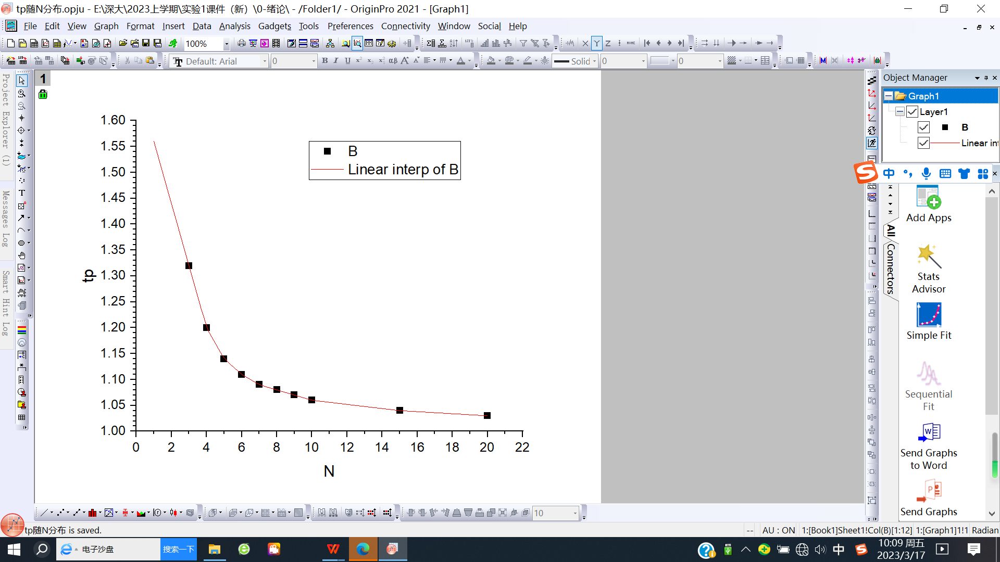 tp随N分布.opju - E:\深大\2023上学期\实验1课件（新）\0-绪论\ - /Folder1/ - OriginPro 2021 - [Graph1]
File Edit View Graph Format Insert Data Analysis Gadgets Tools Preferences Connectivity Window Social Help
100%
Default: Arial 0 B I U αβ A A Solid 0 0
Project Explorer (1)
Messages Log
Smart Hint Log
1
1.60
1.55
1.50
1.45
1.40
1.35
1.30
1.25
1.20
1.15
1.10
1.05
1.00
tp
B
Linear interp of B
0 2 4 6 8 10 12 14 16 18 20 22
N
Object Manager
Graph1
Layer1
B
Linear int
中
All
Connectors
Add Apps
Stats
Advisor
Simple Fit
Sequential
Fit
Send Graphs
to Word
Send Graphs
10
tp随N分布 is saved.
-- AU : ON 1:[Book1]Sheet1!Col(B)[1:12] 1:[Graph1]1!1 Radian
电子沙盘 搜索一下
中
10:09 周五
2023/3/17